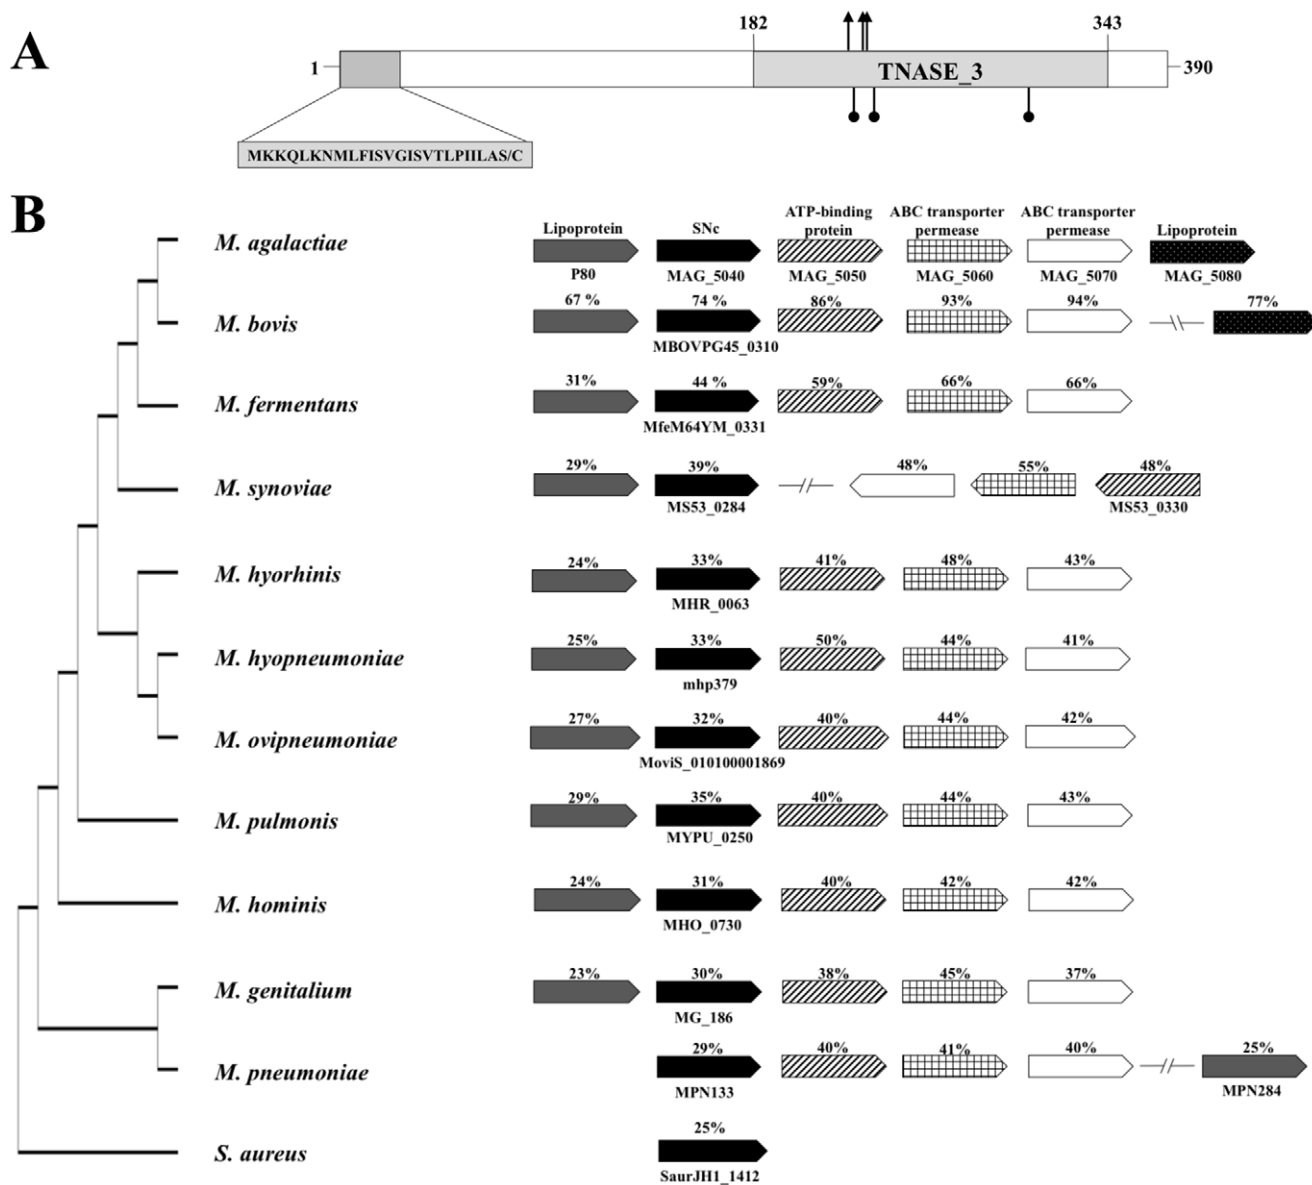 A
182
343
1
TNASE_3
390
MKKQLKNMLFISVGISVTLPIILAS/C
B
ATP-binding protein
ABC transporter permease
ABC transporter permease
M. agalactiae
Lipoprotein
SNc
Lipoprotein
P80
MAG_5040
MAG_5050
MAG_5060
MAG_5070
MAG_5080
67 %
74 %
86%
93%
94%
77%
M. bovis
MBOVPG45_0310
31%
44 %
59%
66%
66%
M. fermentans
MfeM64YM_0331
29%
39%
48%
55%
48%
M. synoviae
MS53_0284
MS53_0330
24%
33%
41%
48%
43%
M. hyorhinis
MHR_0063
25%
33%
50%
44%
41%
M. hyopneumoniae
mhp379
27%
32%
40%
44%
42%
M. ovipneumoniae
MoviS_010100001869
29%
35%
40%
44%
43%
M. pulmonis
MYPU_0250
24%
31%
40%
42%
42%
M. hominis
MHO_0730
23%
30%
38%
45%
37%
M. genitalium
MG_186
29%
40%
41%
40%
25%
M. pneumoniae
MPN133
MPN284
25%
S. aureus
SaurJH1_1412